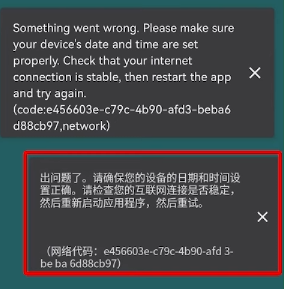 Something went wrong. Please make sure
your device's date and time are set
properly. Check that your internet
connection is stable, then restart the app
and try again.
(code:e456603e-c79c-4b90-afd3-beba6
d88cb97,network)
出问题了。请确保您的设备的日期和时间设
置正确。请检查您的互联网连接是否稳定，
然后重新启动应用程序，然后重试。
（网络代码：e456603e-c79c-4b90-afd 3-
be ba 6d88cb97）